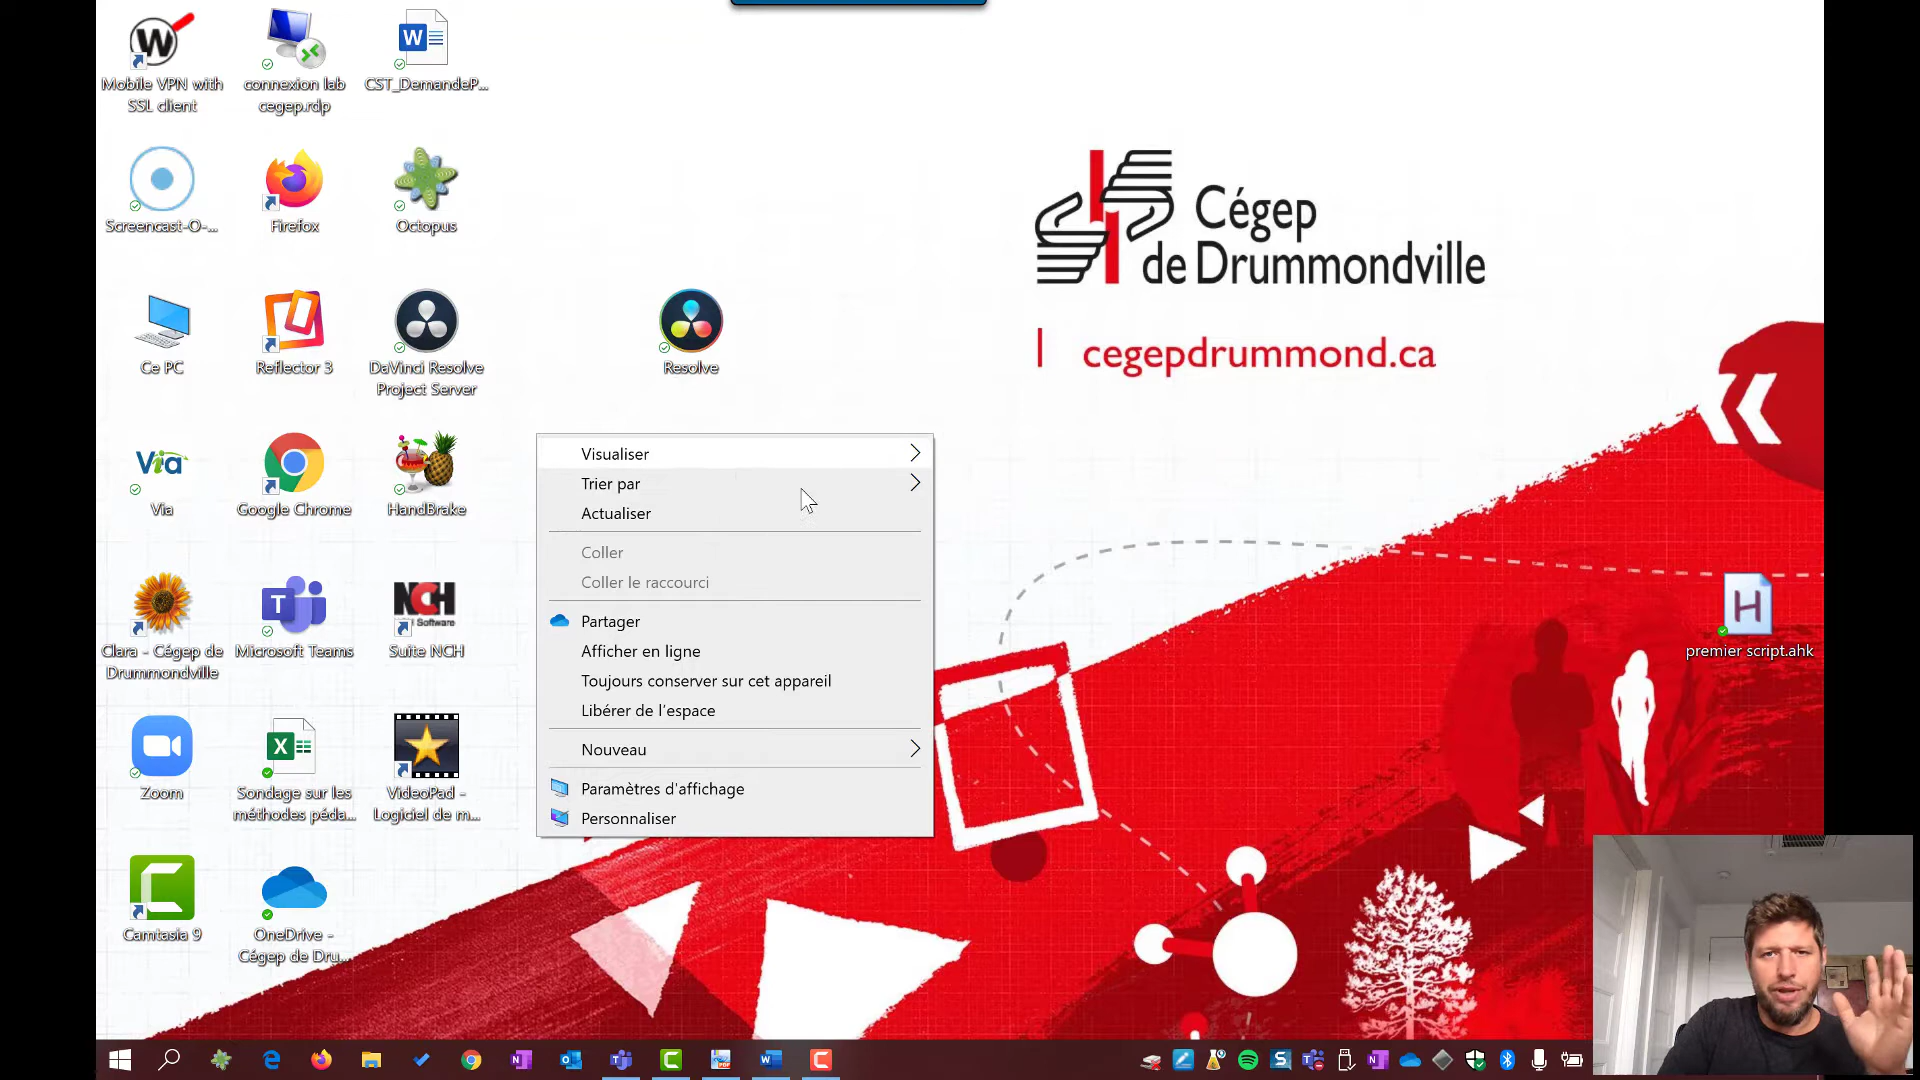 Mobile VPN with
SSL client
connexion lab
cegep.rdp
CST_DemandeP...
Screencast-O-...
Firefox
Octopus
Ce PC
Reflector 3
DaVinci Resolve
Project Server
Resolve
Via
Via
Google Chrome
HandBrake
Clara - Cégep de
Drummondville
Microsoft Teams
NCH
Software
Suite NCH
Zoom
Sondage sur les
méthodes péda...
VideoPad -
Logiciel de m...
Camtasia 9
OneDrive -
Cégep de Dru...
Cégep
de Drummondville
cegepdrummond.ca
premier script.ahk
Visualiser
Trier par
Actualiser
Coller
Coller le raccourci
Partager
Afficher en ligne
Toujours conserver sur cet appareil
Libérer de l'espace
Nouveau
Paramètres d'affichage
Personnaliser